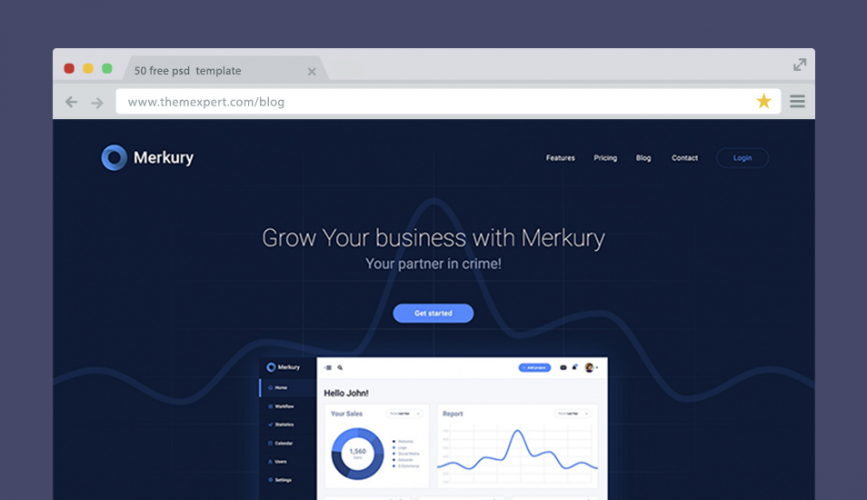 50 free psd template
www.themexpert.com/blog
Merkury
Features Pricing Blog Contact Login
Grow Your business with Merkury
Your partner in crime!
Get started
Merkury
Add project
Home
Hello John!
Workflow
Your Sales
Report
Statistics
Calendar
1,560
Users
Settings